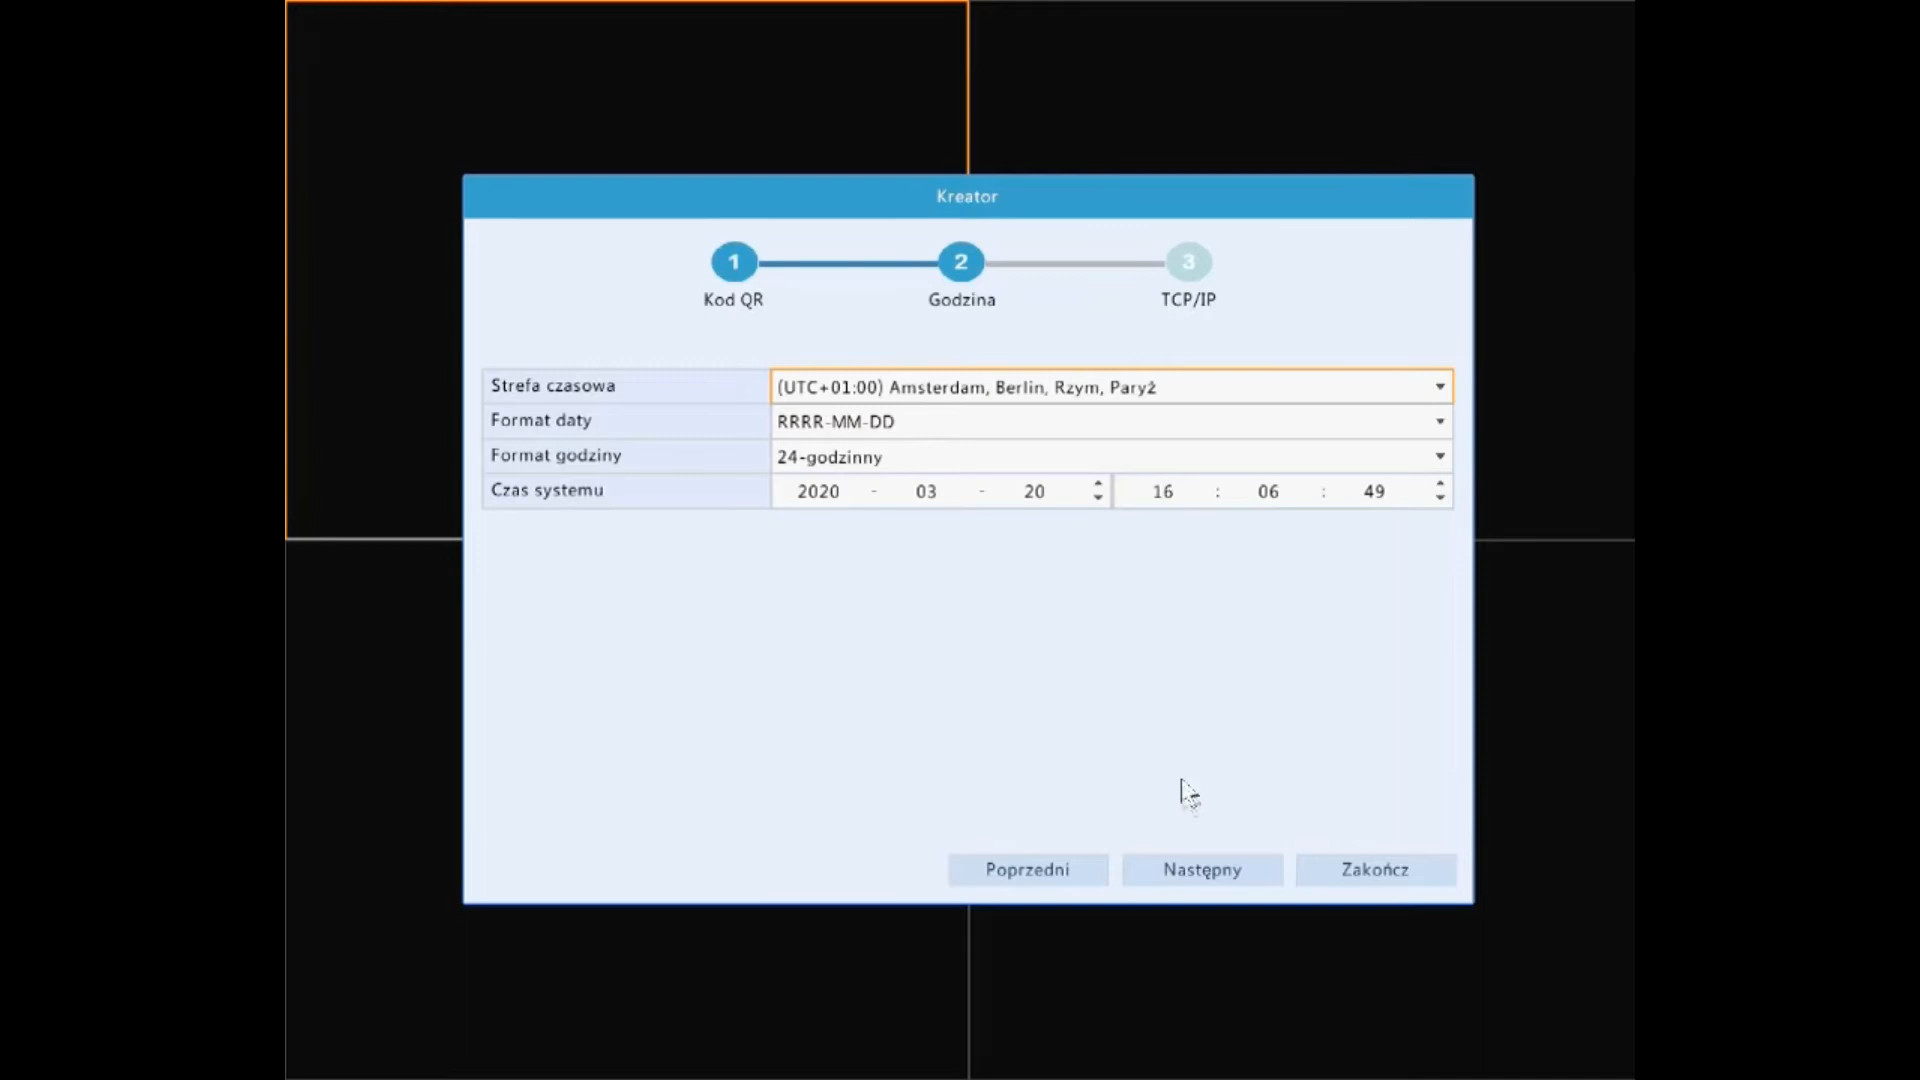 Kreator
1 2 3
Kod QR Godzina TCP/IP
Strefa czasowa (UTC+01:00) Amsterdam, Berlin, Rzym, Paryż
Format daty RRRR-MM-DD
Format godziny 24-godzinny
Czas systemu 2020 - 03 - 20 16 : 06 : 49
Poprzedni Następny Zakończ